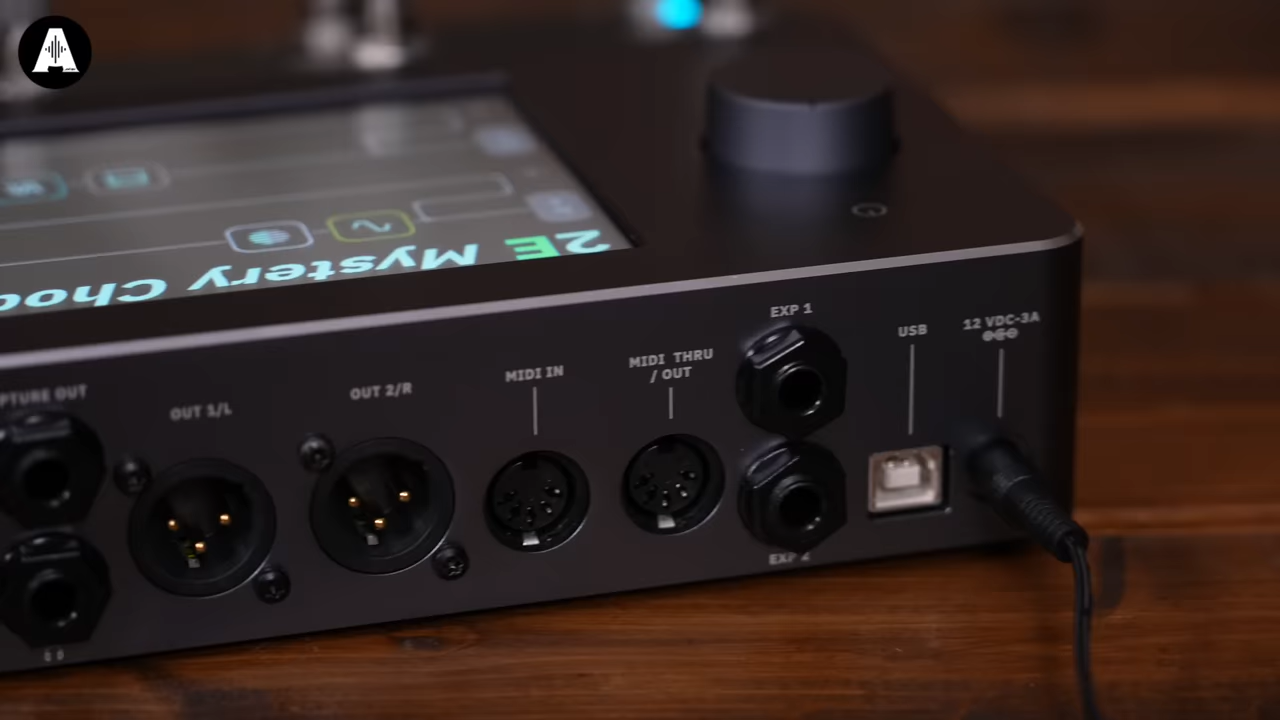 2E Mystery
PTURE OUT
OUT 1/L
OUT 2/R
MIDI IN
MIDI THRU
/ OUT
EXP 1
USB
12 VDC-3A
EXP 2